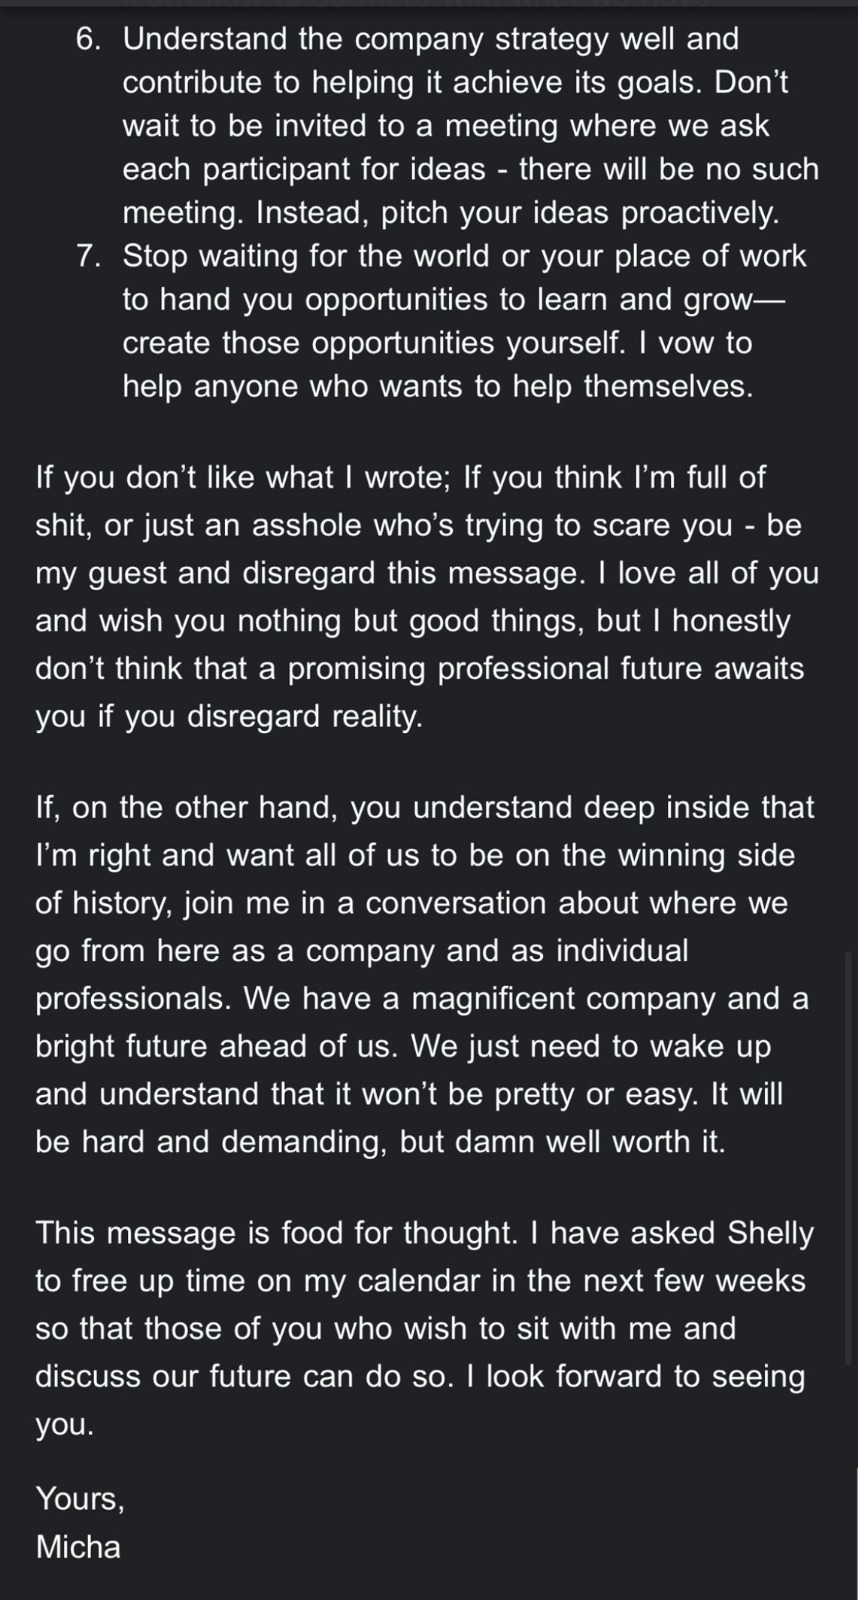 6. Understand the company strategy well and
contribute to helping it achieve its goals. Don’t
wait to be invited to a meeting where we ask
each participant for ideas - there will be no such
meeting. Instead, pitch your ideas proactively.
7. Stop waiting for the world or your place of work
to hand you opportunities to learn and grow—
create those opportunities yourself. I vow to
help anyone who wants to help themselves.
If you don’t like what I wrote; If you think I’m full of
shit, or just an asshole who’s trying to scare you - be
my guest and disregard this message. I love all of you
and wish you nothing but good things, but I honestly
don’t think that a promising professional future awaits
you if you disregard reality.
If, on the other hand, you understand deep inside that
I’m right and want all of us to be on the winning side
of history, join me in a conversation about where we
go from here as a company and as individual
professionals. We have a magnificent company and a
bright future ahead of us. We just need to wake up
and understand that it won’t be pretty or easy. It will
be hard and demanding, but damn well worth it.
This message is food for thought. I have asked Shelly
to free up time on my calendar in the next few weeks
so that those of you who wish to sit with me and
discuss our future can do so. I look forward to seeing
you.
Yours,
Micha